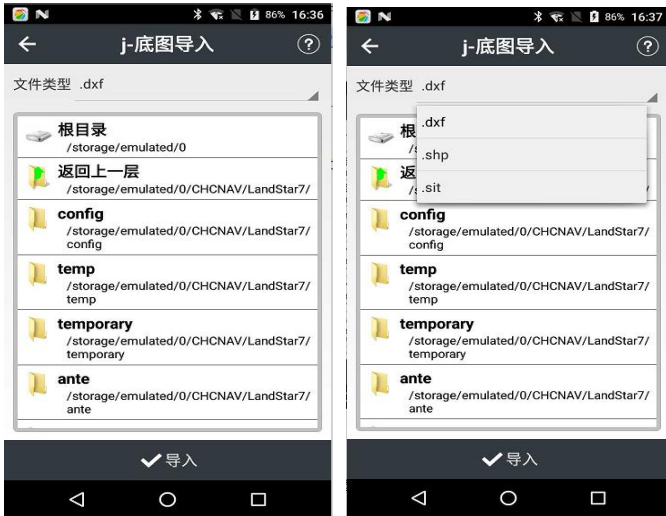 86% 16:36
j-底图导入
文件类型 .dxf
根目录
/storage/emulated/0
返回上一层
/storage/emulated/0/CHCNAV/LandStar7/
config
/storage/emulated/0/CHCNAV/LandStar7/
config
temp
/storage/emulated/0/CHCNAV/LandStar7/
temp
temporary
/storage/emulated/0/CHCNAV/LandStar7/
temporary
ante
/storage/emulated/0/CHCNAV/LandStar7/
ante
导入
86% 16:37
j-底图导入
文件类型 .dxf
.dxf
.shp
.sit
根
返
config
/storage/emulated/0/CHCNAV/LandStar7/
config
temp
/storage/emulated/0/CHCNAV/LandStar7/
temp
temporary
/storage/emulated/0/CHCNAV/LandStar7/
temporary
ante
/storage/emulated/0/CHCNAV/LandStar7/
ante
导入